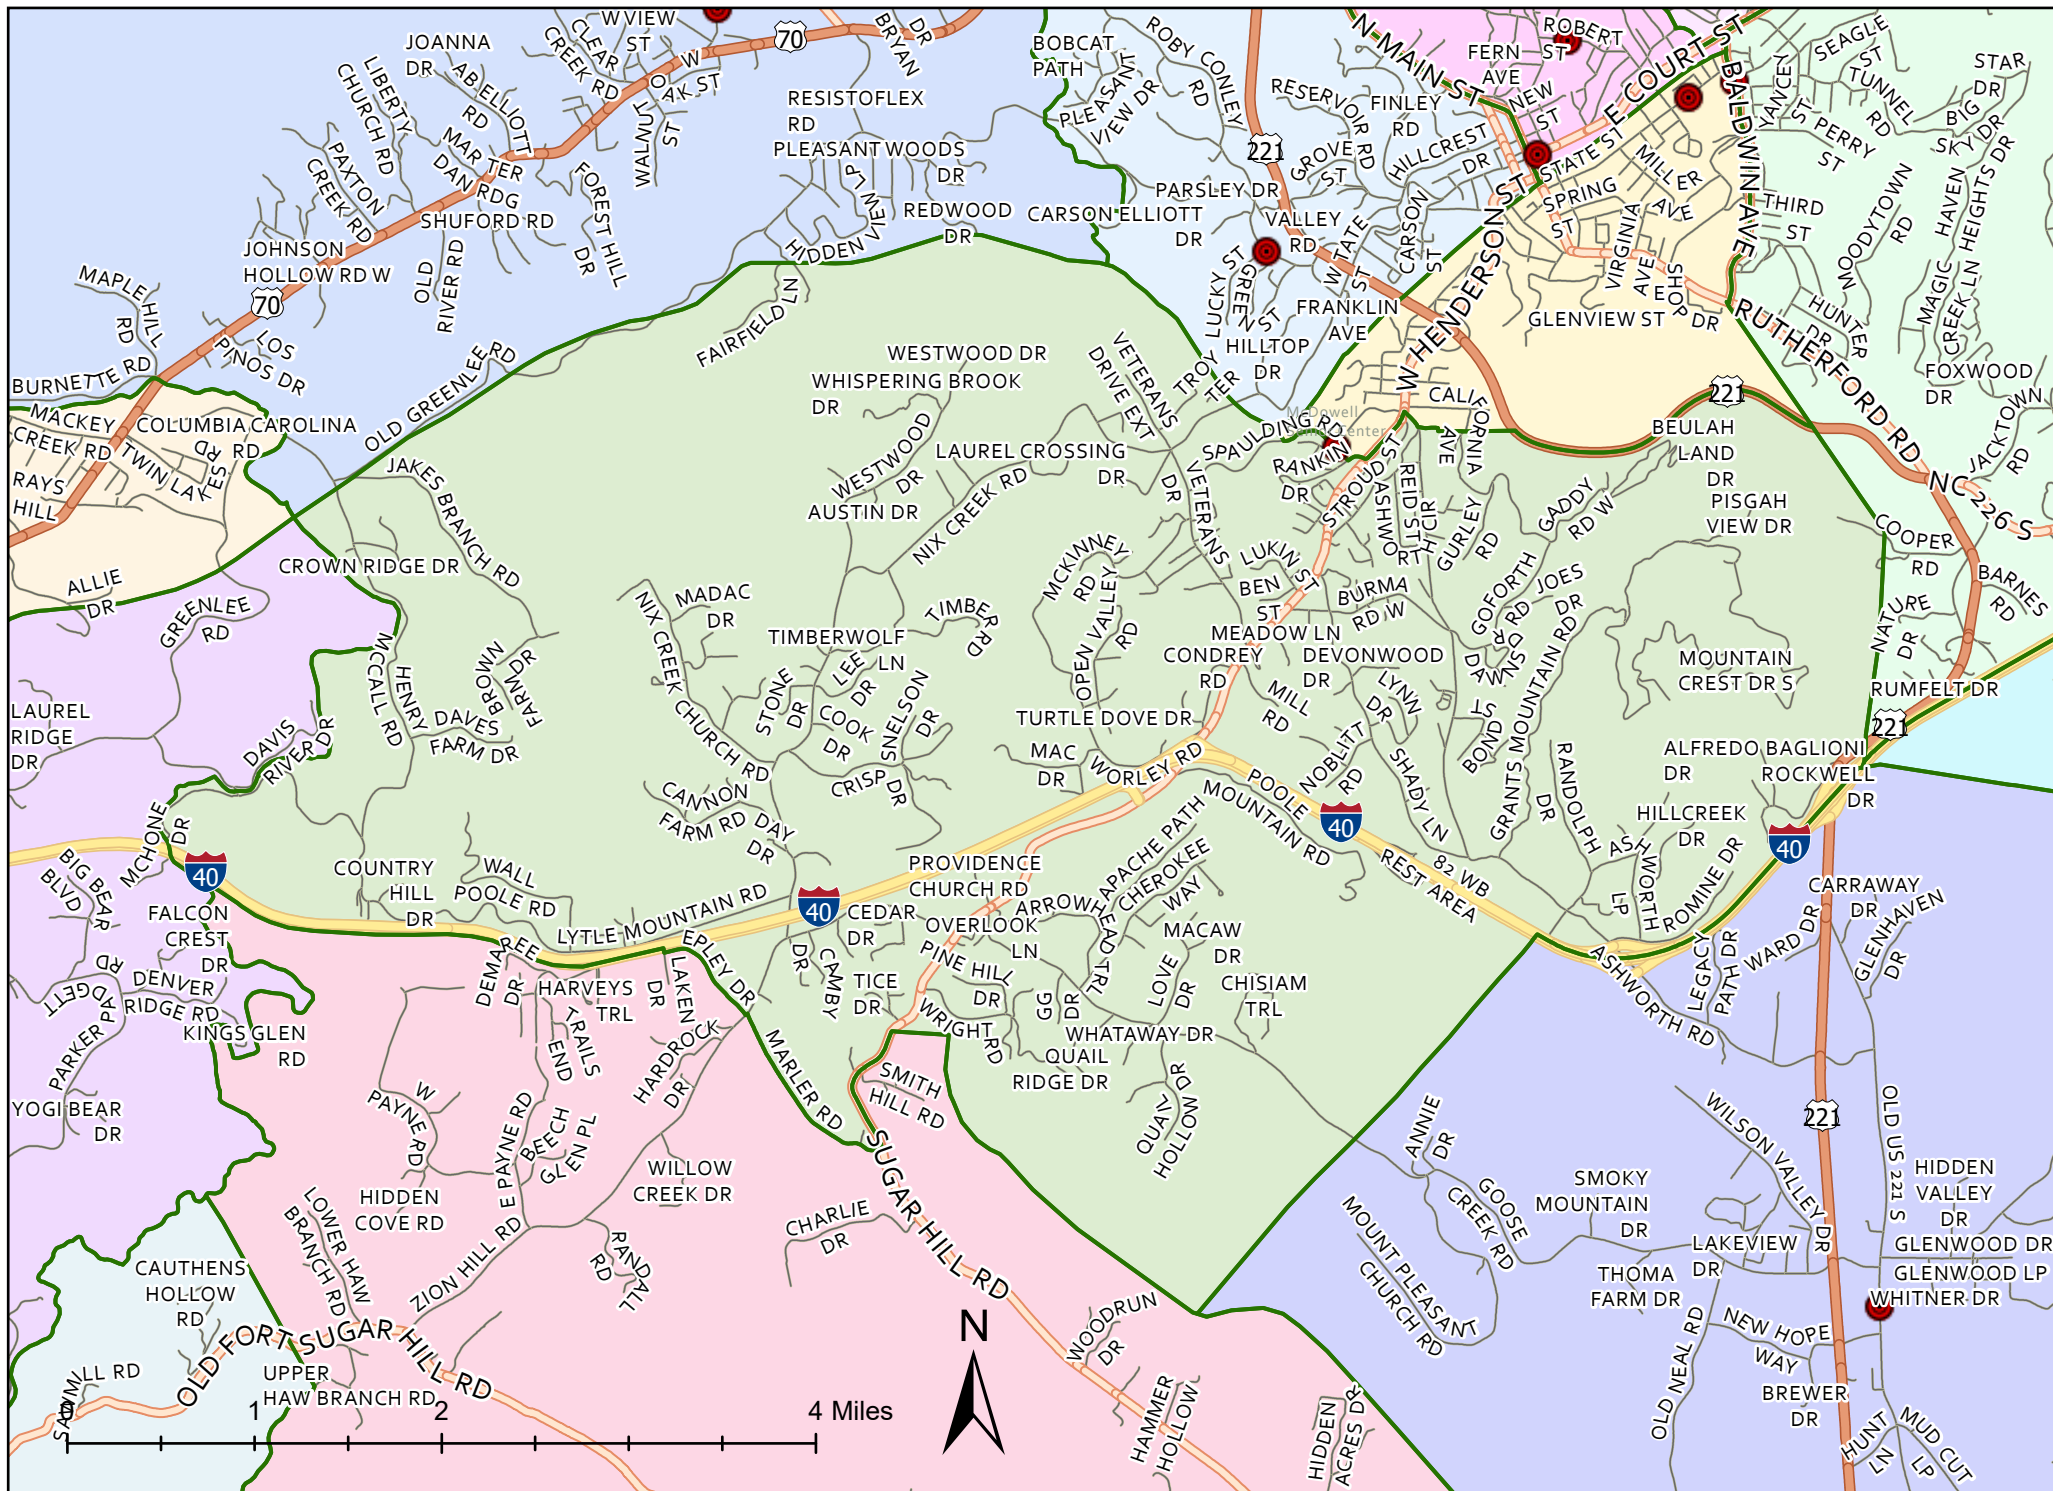 W VIEW
ST
CLEAR
CREEK RD
JOANNA
DR
LIBERTY
CHURCH RD
AB ELLIOTT
RD
W
OAK ST
WALNUT
ST
70
BRYAN
DR
BOBCAT
PATH
PLEASANT
VIEW DR
ROBY CONLEY
RD
N MAIN ST
FERN
AVE
ROBERT
ST
NEW
ST
E COURT ST
BALDWIN AVE
YANCEN
ST
SEAGLE
ST
TUNNEL
RD
STAR
DR
BIG
SKY DR
PERRY
ST
RESISTOFLEX
RD
PLEASANT WOODS
DR
HIDDEN VIEW LP
REDWOOD
DR
CARSON ELLIOTT
DR
PARSLEY DR
RESERVOIR
RD
FINLEY
RD
GROVE
ST
HILLCREST
DR
221
STATE ST
SPRING
ST
MILLER
AVE
THIRD
ST
WOODYTOWN
RD
MAGIC HAVEN
CREEK LN HEIGHTS DR
PAXTON
CREEK RD
MAR TER
DAN RDG
SHUFORD RD
FOREST HILL
DR
OLD
RIVER RD
JOHNSON
HOLLOW RD W
70
MAPLE HILL
RD
LOS
PINOS DR
BURNETTE RD
MACKEY
CREEK RD
COLUMBIA CAROLINA
RD
TWIN LAKES RD
RAYS
HILL
OLD GREENLEE RD
FAIRFIELD LN
VALLEY
RD
LUCKY ST
GREEN
ST
HILLTOP
DR
W TATE
ST
CARSON
ST
FRANKLIN
AVE
W HENDERSON ST
VIRGINIA
AVE
E
SHOP
DR
GLENVIEW ST
RUTHERFORD RD
HUNTER
DR
FOXWOOD
DR
JACKTOWN
RD
NC 226 S
221
TROY
TER
VETERANS
DRIVE EXT
WESTWOOD DR
WHISPERING BROOK
DR
WESTWOOD
DR
LAUREL CROSSING
DR
AUSTIN DR
NIX CREEK RD
VETERANS
DR
McDowell
Senior Center
SPAULDING RD
RANKIN
DR
STROUD ST
CALIFORNIA
AVE
ASHWORTH
REID ST
GURLEY
RD
GADDY
RD W
BEULAH
LAND
DR
PISGAH
VIEW DR
COOPER
RD
BARNES
RD
NATURE
DR
JAKES BRANCH RD
CROWN RIDGE DR
ALLIE
DR
GREENLEE
RD
MCCALL RD
HENRY
BROWN
FARM DR
DAVES
FARM DR
DAVIS
RIVER DR
LAUREL
RIDGE
DR
NIX CREEK CHURCH RD
MADAC
DR
TIMBERWOLF
LN
TIMBER
RD
STONE
DR
LEE
DR
COOK
DR
SNELSON
DR
CRISP
DR
MCKINNEY
RD
OPEN VALLEY
RD
LUKIN ST
BEN
ST
BURMA
RD W
MEADOW LN
CONDREY
RD
DEVONWOOD
DR
MILL
RD
LYNN
DR
GOFORTH
RD
JOES
DR
DAWNS
DR
BOND ST
GRANTS MOUNTAIN RD
MOUNTAIN
CREST DR S
RUMFELT DR
221
ALFREDO BAGLIONI
DR
ROCKWELL
DR
TURTLE DOVE DR
MAC
DR
WORLEY RD
NOBLITT
RD
SHADY LN
RANDOLPH
DR
HILLCREEK
DR
ASHWORTH
LP
ROMINE DR
POOLE
MOUNTAIN RD
40
REST AREA
82 WB
40
CANNON
FARM RD
DAY
DR
MCHONE
DR
BIG BEAR
BLVD
40
COUNTRY
HILL
DR
WALL
POOLE RD
LYTLE MOUNTAIN RD
40
PROVIDENCE
CHURCH RD
CEDAR
DR
OVERLOOK
LN
ARROWHEAD TRL
APACHE PATH
CHEROKEE
WAY
MACAW
DR
FALCON
CREST
DR
DENVER
RIDGE RD
PADGETT
RD
PARKER
KINGS GLEN
RD
YOGI BEAR
DR
DEMAREE
DR
HARVEYS
TRL
TRAILS
END
LAKEN
DR
EPLEY DR
HARDROCK
DR
DR
CAMBY
TICE
DR
PINE HILL
DR
WRIGHT
RD
GG
DR
LOVE
DR
CHISIAM
TRL
WHATAWAY DR
QUAIL
RIDGE DR
QUAIL
HOLLOW DR
MARLER RD
SMITH
HILL RD
CARRAWAY
DR
WARD DR
GLENHAVEN
DR
LEGACY
PATH DR
ASHWORTH RD
W
PAYNE RD
E PAYNE RD
BEECH
GLEN PL
HIDDEN
COVE RD
WILLOW
CREEK DR
LOWER HAW
BRANCH RD
ZION HILL RD
RANDALL
RD
CHARLIE
DR
SUGAR HILL RD
CAUTHENS
HOLLOW
RD
OLD FORT SUGAR HILL RD
UPPER
HAW BRANCH RD
SAWMILL RD
WOODRUN
DR
HAMMER
HOLLOW
HIDDEN
ACRES DR
ANNIE
DR
GOOSE
CREEK RD
MOUNT PLEASANT
CHURCH RD
SMOKY
MOUNTAIN
DR
WILSON VALLEY DR
221
OLD US 221 S
HIDDEN
VALLEY
DR
LAKEVIEW
DR
THOMA
FARM DR
GLENWOOD DR
GLENWOOD LP
WHITNER DR
OLD NEAL RD
NEW HOPE
WAY
BREWER
DR
HUNT
LN
MUD CUT
LP
N
0
1
2
4 Miles